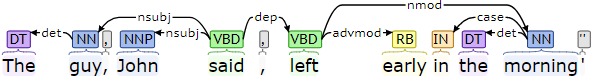 nmod
nsubj dep case
det nsubj advmod det
DT NN , NNP VBD , VBD RB IN DT NN "
The guy, John said , left early in the morning'